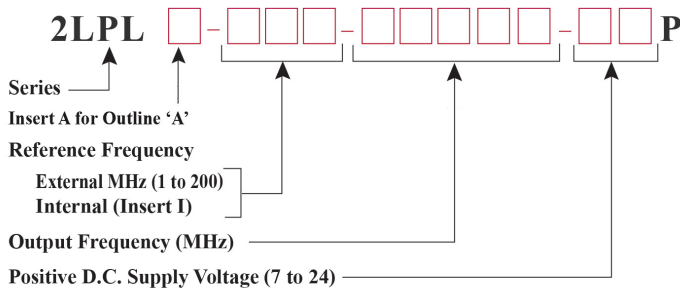 2LPL - - - P
Series
Insert A for Outline ‘A’
Reference Frequency
External MHz (1 to 200)
Internal (Insert I)
Output Frequency (MHz)
Positive D.C. Supply Voltage (7 to 24)